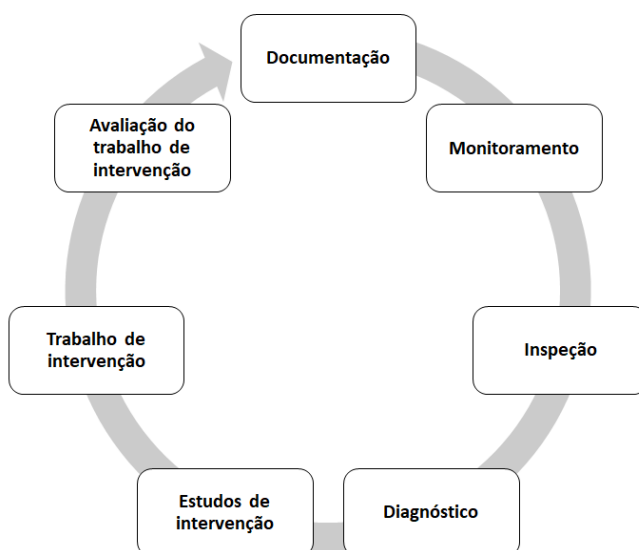 Documentação
Monitoramento
Inspeção
Diagnóstico
Estudos de
intervenção
Trabalho de
intervenção
Avaliação do
trabalho de
intervenção